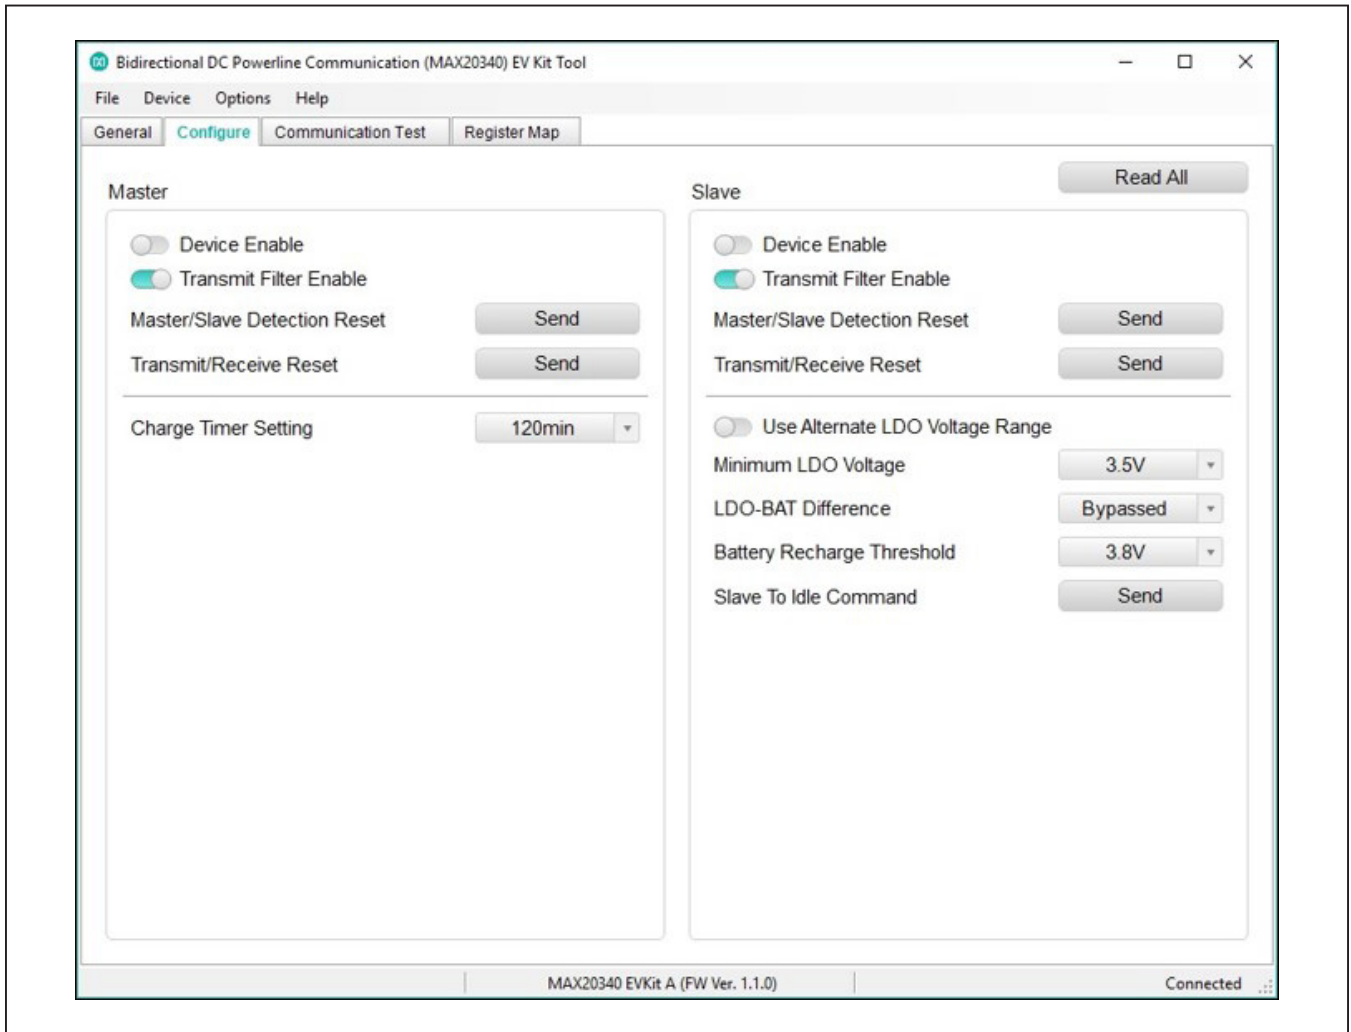 Bidirectional DC Powerline Communication (MAX20340) EV Kit Tool
File Device Options Help
General Configure Communication Test Register Map
Read All
Master
Device Enable
Transmit Filter Enable
Master/Slave Detection Reset Send
Transmit/Receive Reset Send
Charge Timer Setting 120min
Slave
Device Enable
Transmit Filter Enable
Master/Slave Detection Reset Send
Transmit/Receive Reset Send
Use Alternate LDO Voltage Range
Minimum LDO Voltage 3.5V
LDO-BAT Difference Bypassed
Battery Recharge Threshold 3.8V
Slave To Idle Command Send
MAX20340 EVKit A (FW Ver. 1.1.0) Connected